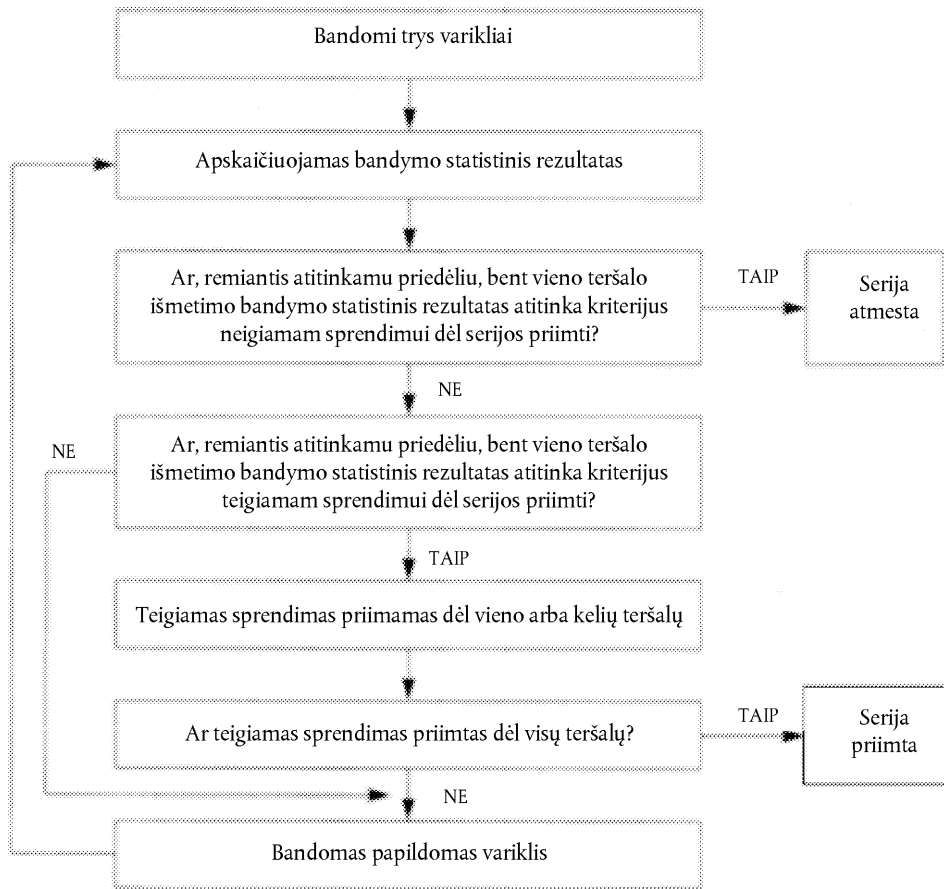 Bandomi trys varikliai
Apskaičiuojamas bandymo statistinis rezultatas
Ar, remiantis atitinkamu priedėliu, bent vieno teršalo
išmetimo bandymo statistinis rezultatas atitinka kriterijus
neigiamam sprendimui dėl serijos priimti?
TAIP
Serija
atmesta
NE
Ar, remiantis atitinkamu priedėliu, bent vieno teršalo
išmetimo bandymo statistinis rezultatas atitinka kriterijus
teigiamam sprendimui dėl serijos priimti?
NE
TAIP
Teigiamas sprendimas priimamas dėl vieno arba kelių teršalų
Ar teigiamas sprendimas priimtas dėl visų teršalų?
TAIP
Serija
priimta
NE
Bandomas papildomas variklis